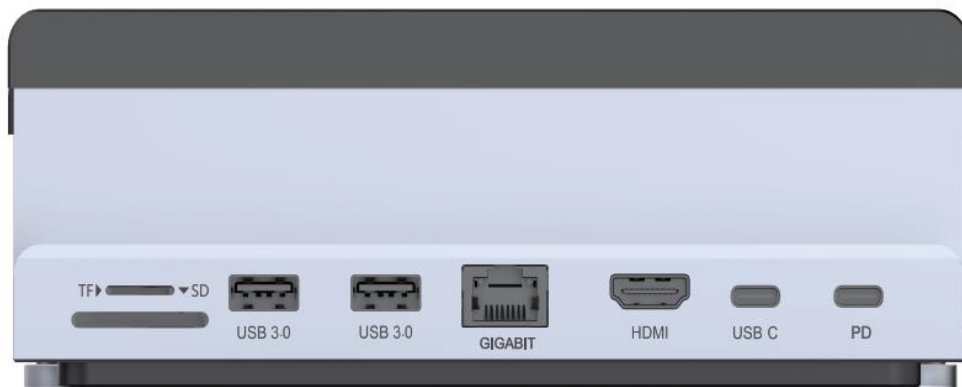 TF ▶ ▼ SD
USB 3.0
USB 3.0
GIGABIT
HDMI
USB C
PD